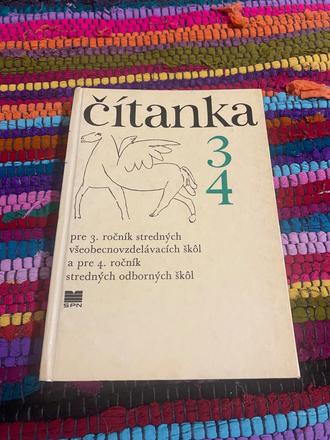 čítanka
3
4
pre 3. ročník stredných
všeobecnovzdelávacích škôl
a pre 4. ročník
stredných odborných škôl
SPN